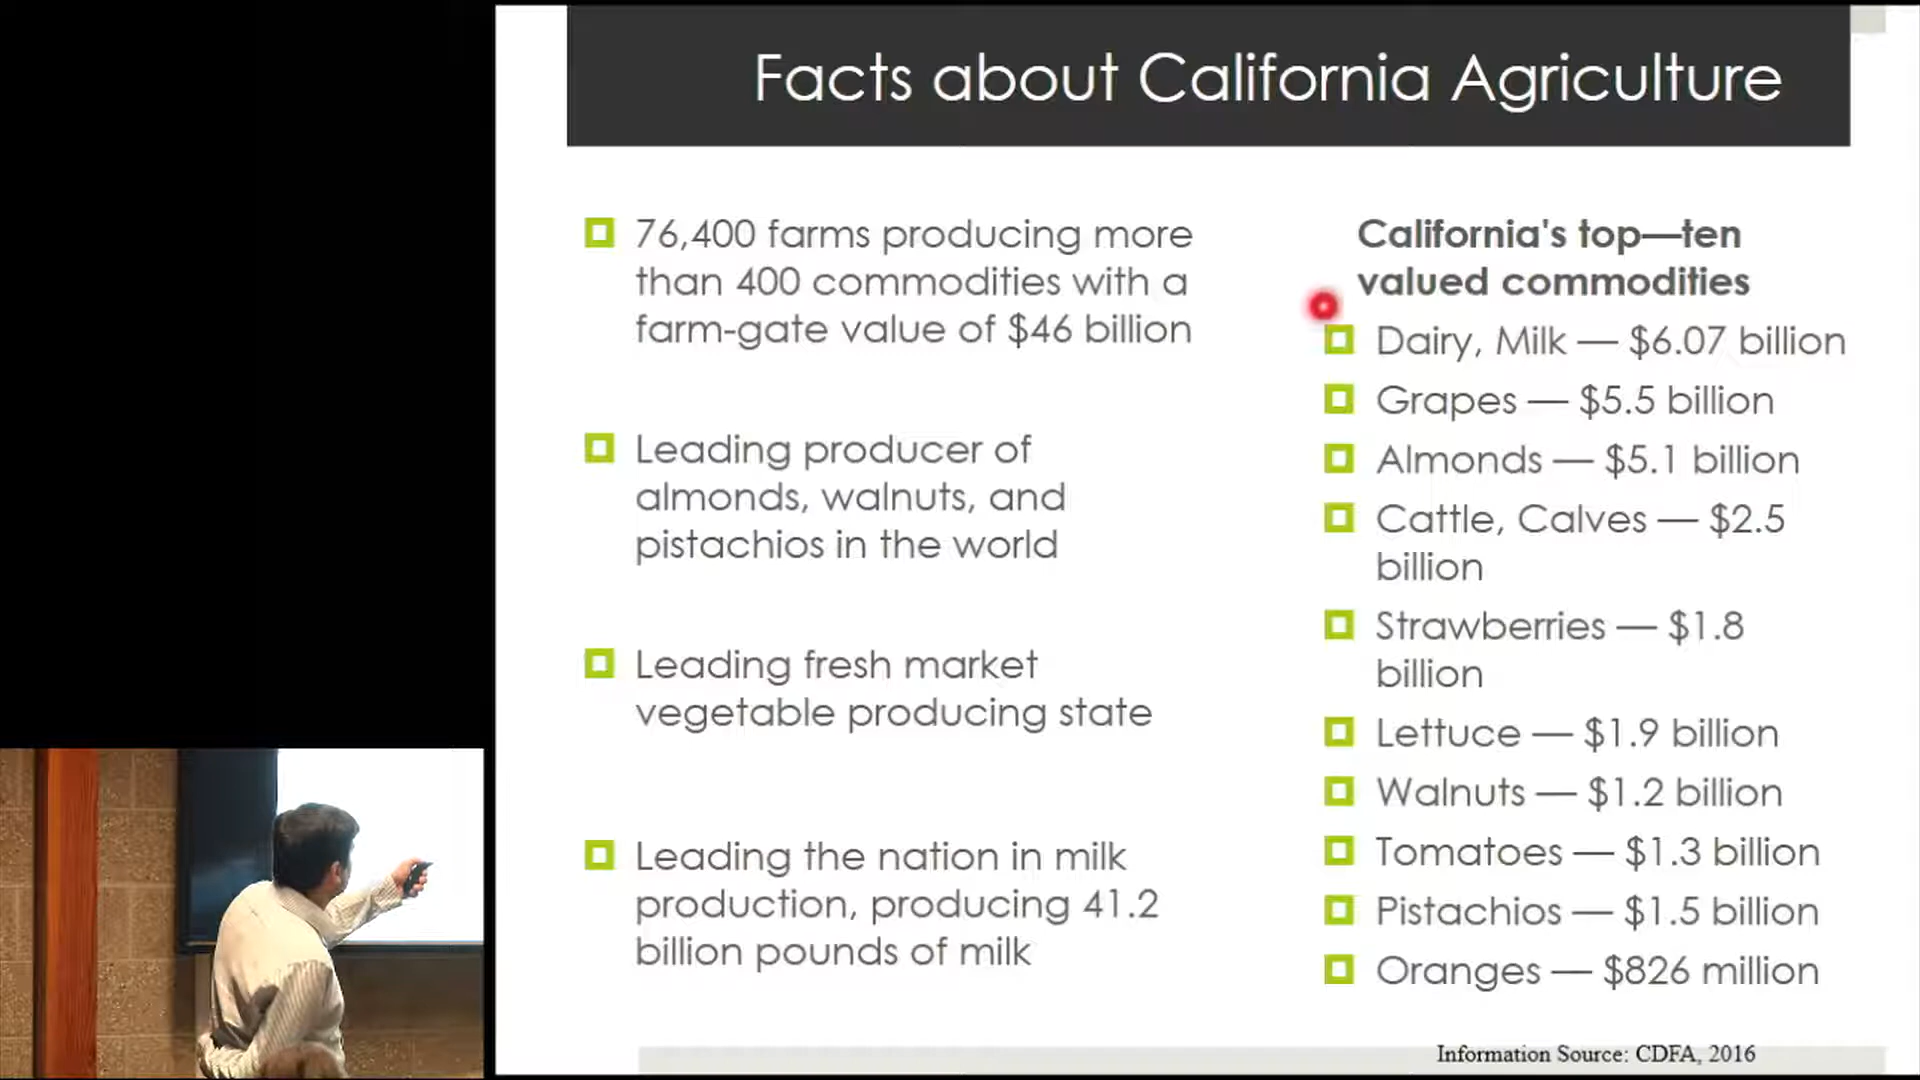 Facts about California Agriculture
76,400 farms producing more
than 400 commodities with a
farm-gate value of $46 billion
Leading producer of
almonds, walnuts, and
pistachios in the world
Leading fresh market
vegetable producing state
Leading the nation in milk
production, producing 41.2
billion pounds of milk
California's top—ten
valued commodities
Dairy, Milk — $6.07 billion
Grapes — $5.5 billion
Almonds — $5.1 billion
Cattle, Calves — $2.5
billion
Strawberries — $1.8
billion
Lettuce — $1.9 billion
Walnuts — $1.2 billion
Tomatoes — $1.3 billion
Pistachios — $1.5 billion
Oranges — $826 million
Information Source: CDFA, 2016